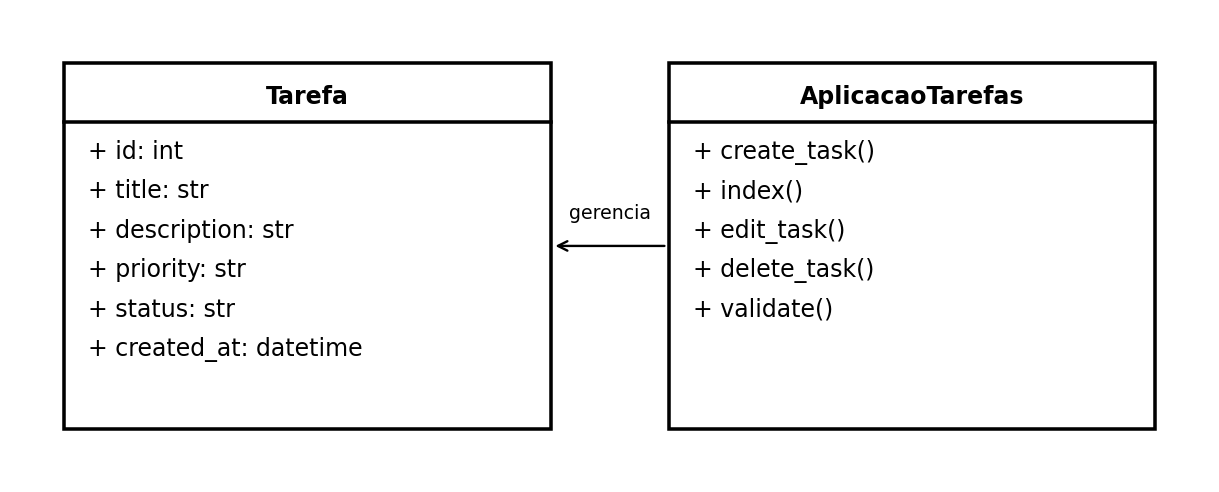 Tarefa
+ id: int
+ title: str
+ description: str
+ priority: str
+ status: str
+ created_at: datetime
gerencia
AplicacaoTarefas
+ create_task()
+ index()
+ edit_task()
+ delete_task()
+ validate()